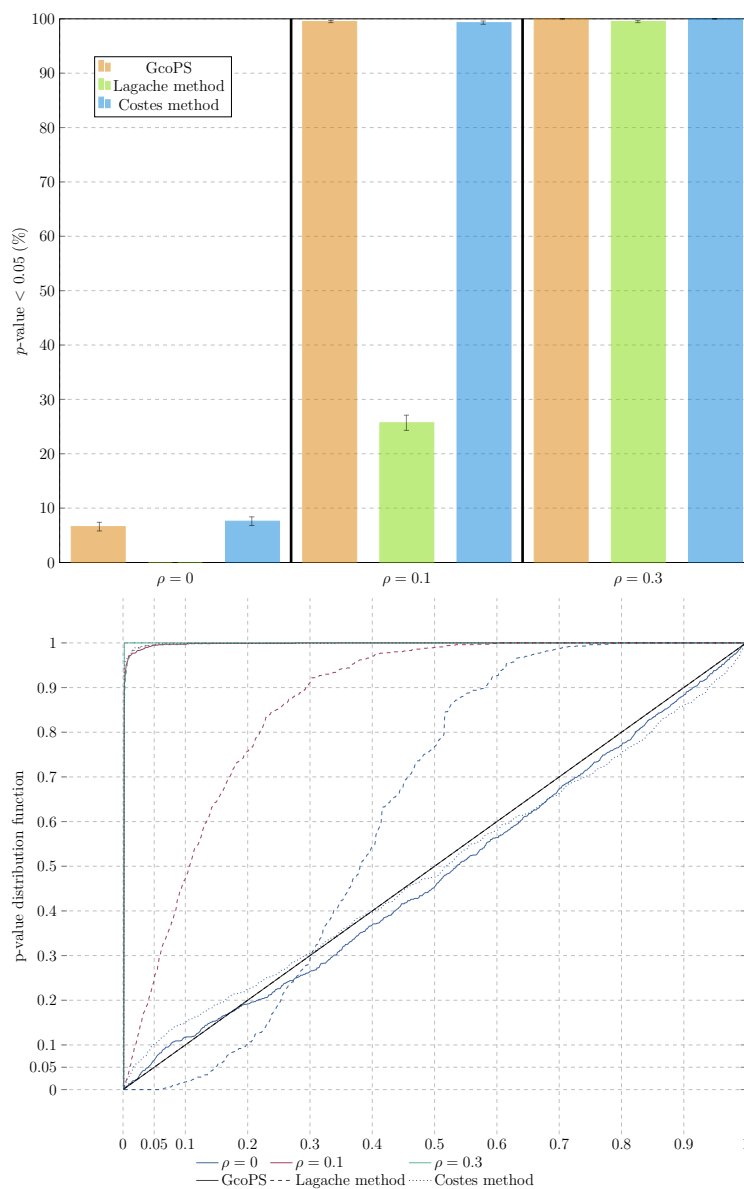 100
90
100
80
70
60
50
40
30
20
10
0
p-value < 0.05 (%)
GcoPS
Lagache method
Costes method
ρ = 0
ρ = 0.1
ρ = 0.3
1
0.9
0.8
0.7
0.6
0.5
0.4
0.3
0.2
0.1
0.05
0
p-value distribution function
0 0.05 0.1 0.2 0.3 0.4 0.5 0.6 0.7 0.8 0.9 1
ρ = 0 ρ = 0.1 ρ = 0.3
GcoPS Lagache method Costes method